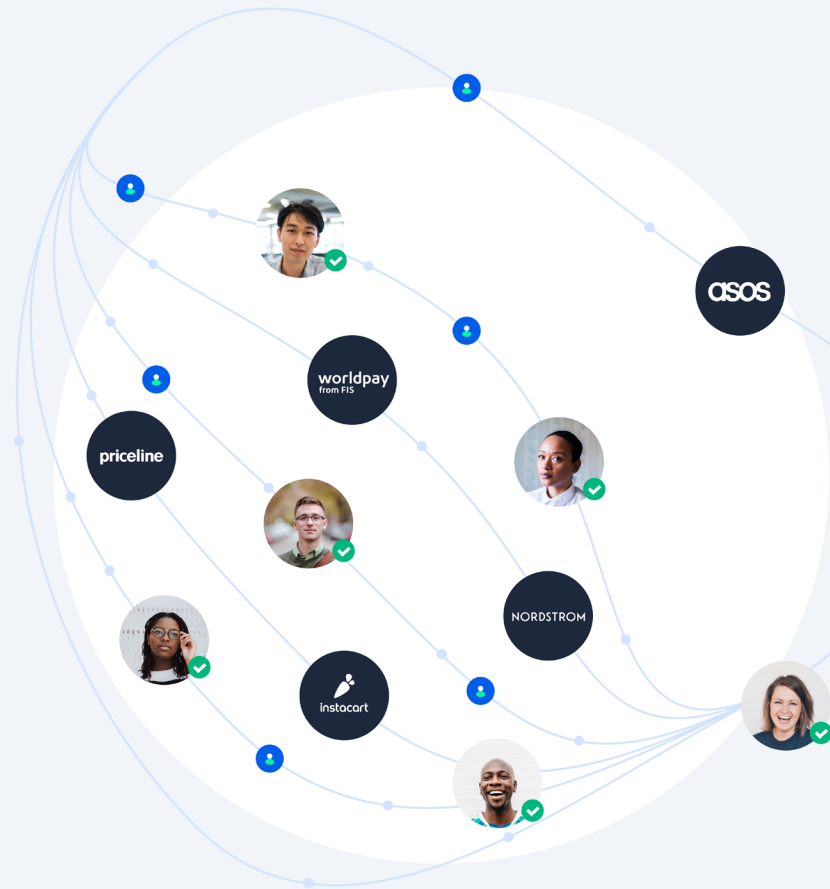 asos
worldpay
from FIS
priceline
NORDSTROM
instacart